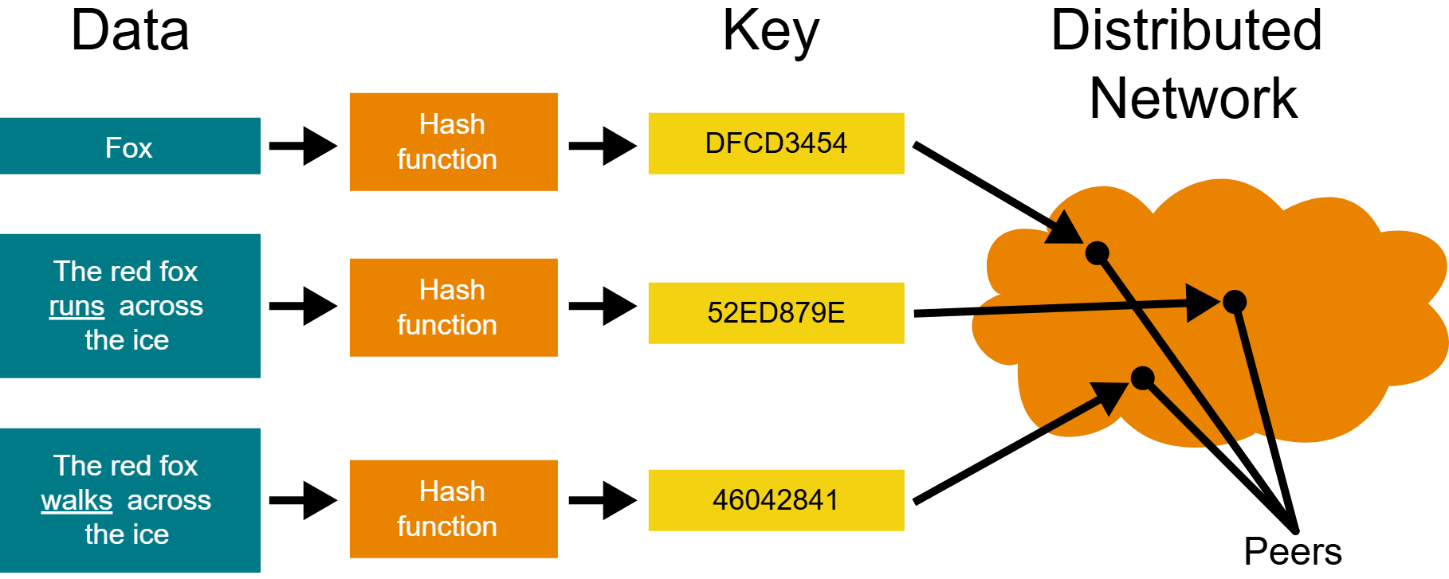 Data
Key
Distributed
Network
Fox
Hash
function
DFCD3454
The red fox
runs across
the ice
Hash
function
52ED879E
The red fox
walks across
the ice
Hash
function
46042841
Peers